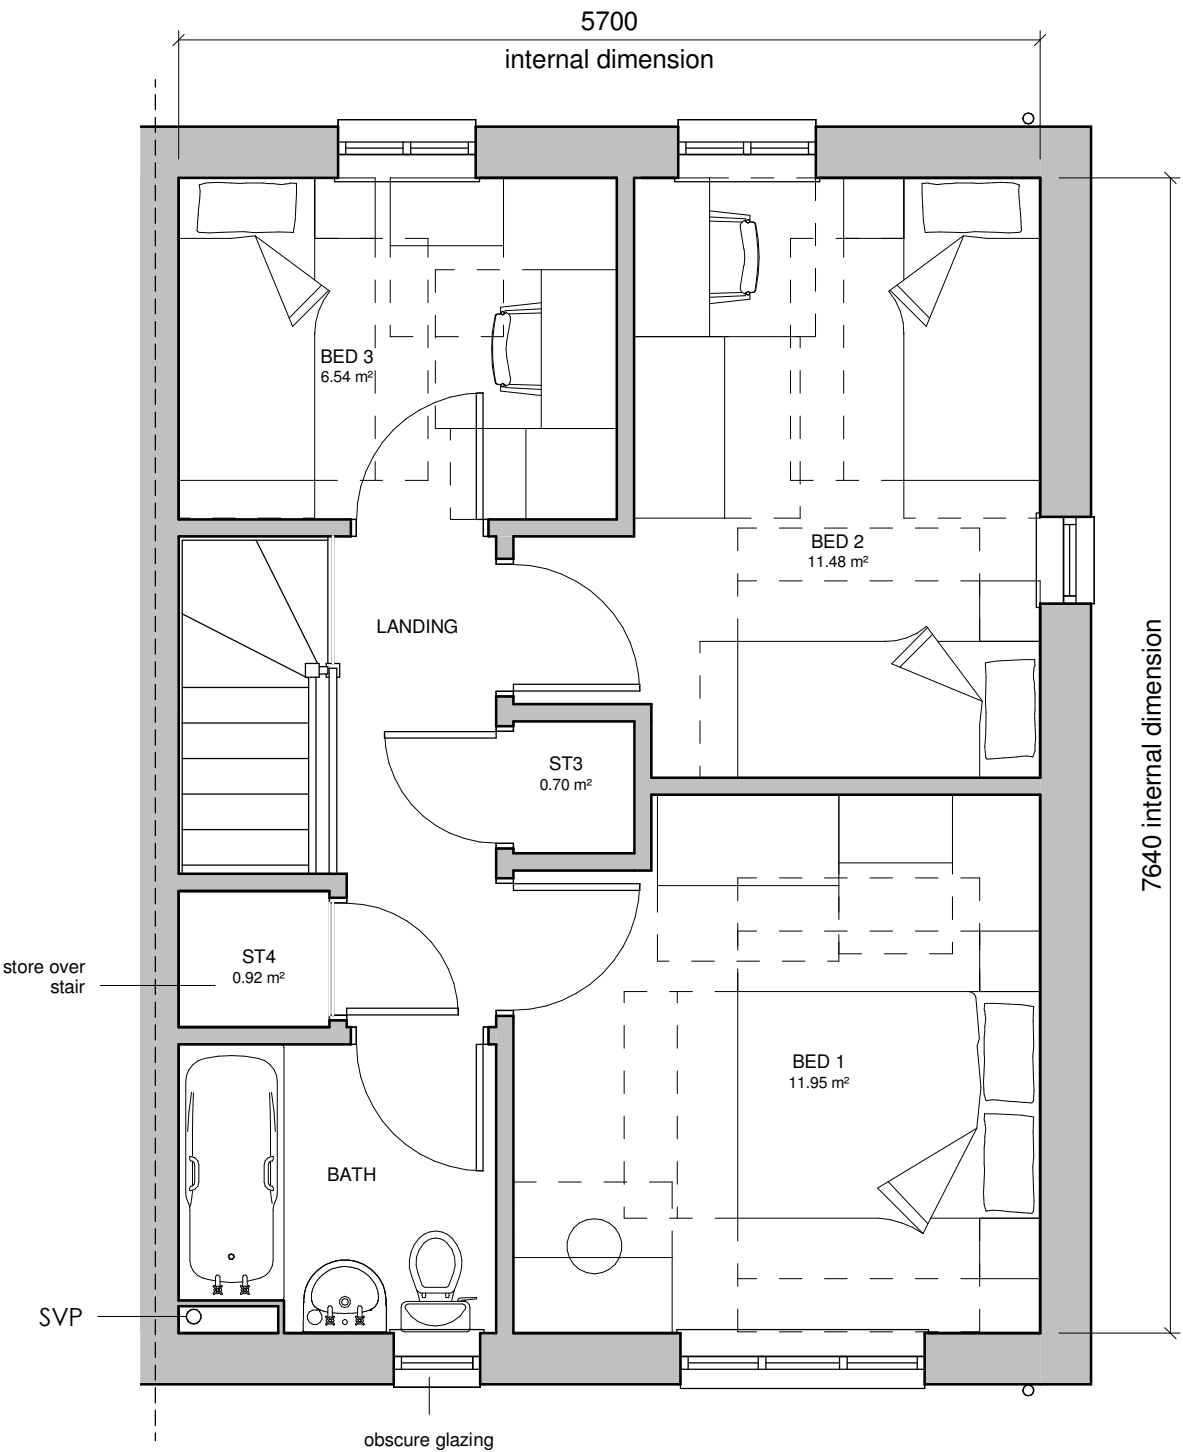 5700
internal dimension
BED 3
6.54 m²
BED 2
11.48 m²
LANDING
7640 internal dimension
ST3
0.70 m²
store over
stair
ST4
0.92 m²
BED 1
11.95 m²
BATH
SVP
obscure glazing